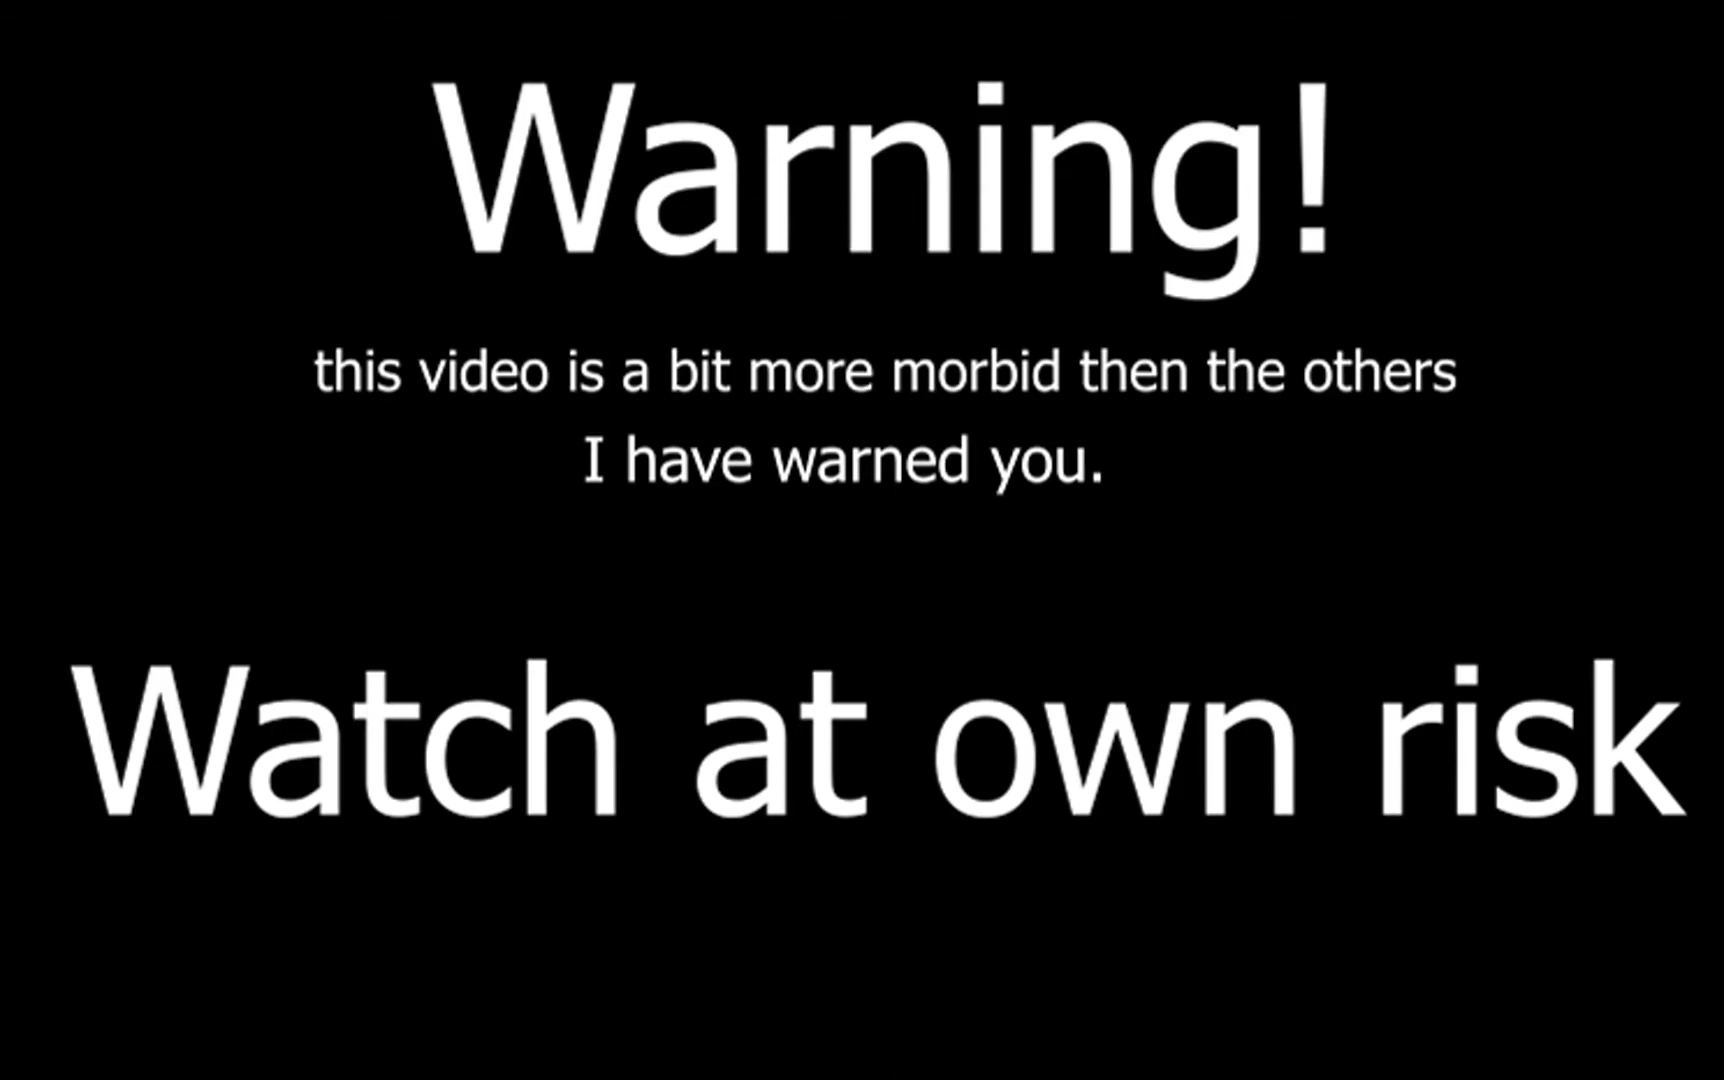 Warning!
this video is a bit more morbid then the others
I have warned you.
Watch at own risk